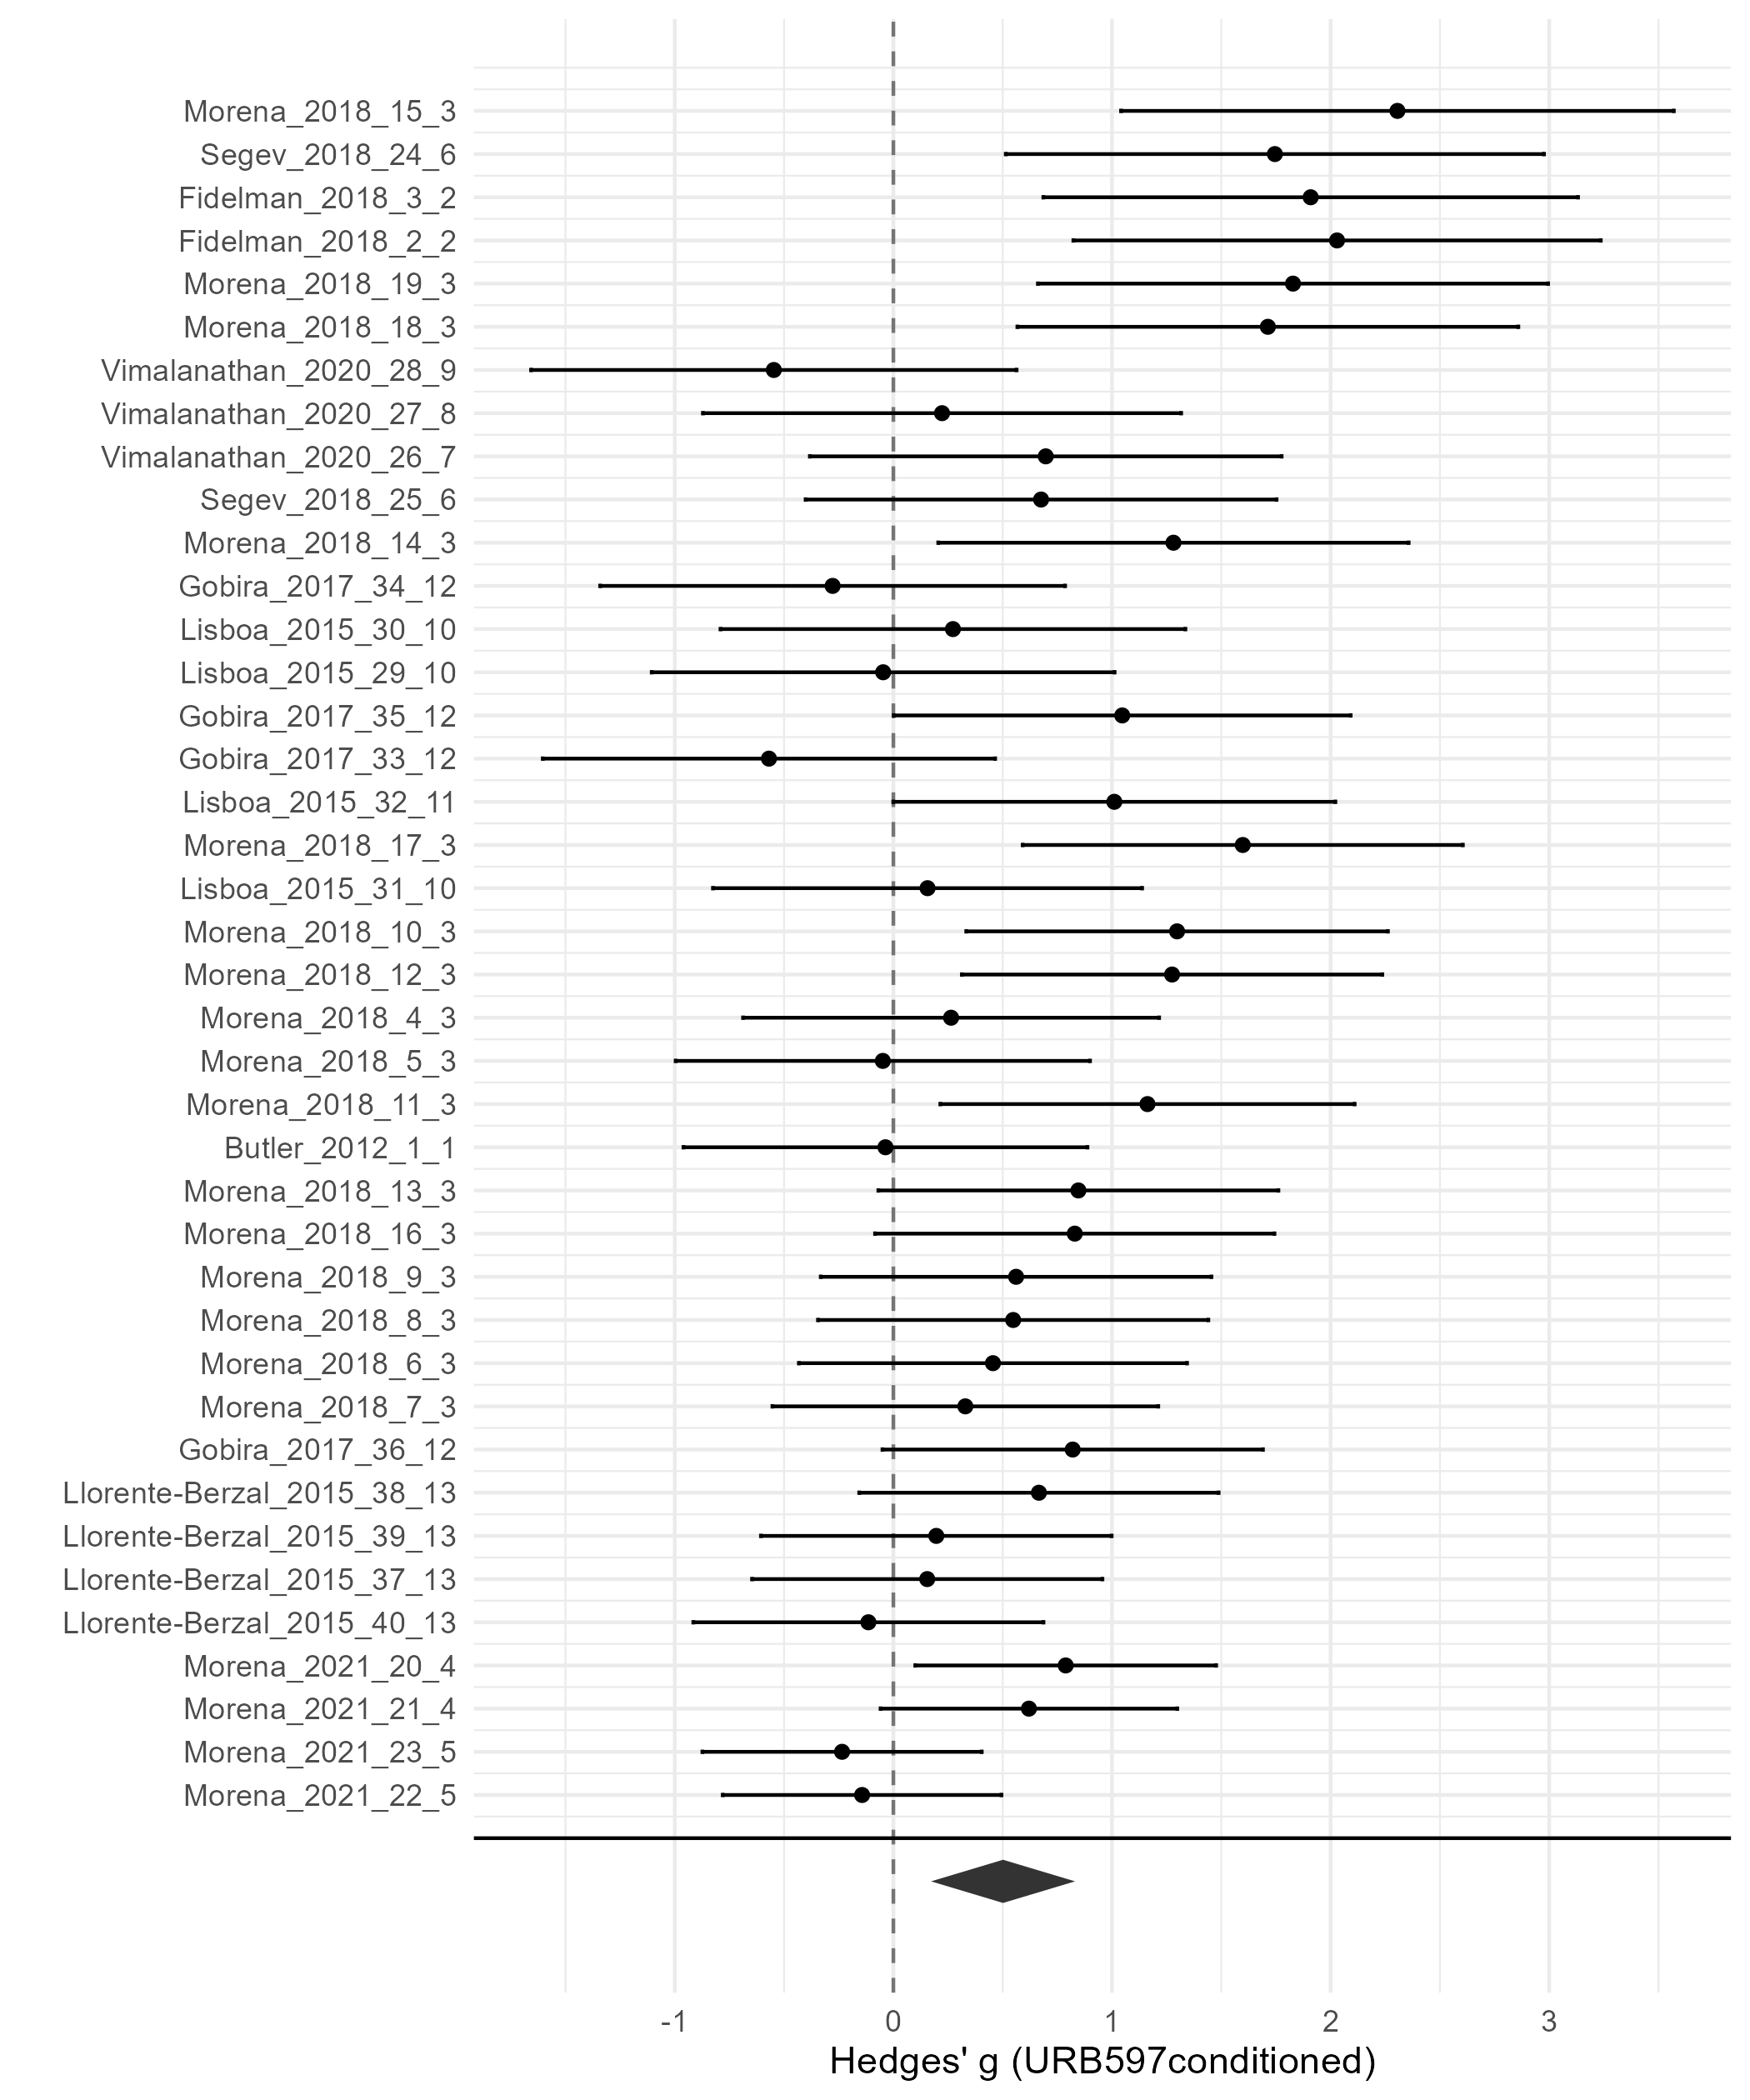 Morena_2018_15_3
Segev_2018_24_6
Fidelman_2018_3_2
Fidelman_2018_2_2
Morena_2018_19_3
Morena_2018_18_3
Vimalanathan_2020_28_9
Vimalanathan_2020_27_8
Vimalanathan_2020_26_7
Segev_2018_25_6
Morena_2018_14_3
Gobira_2017_34_12
Lisboa_2015_30_10
Lisboa_2015_29_10
Gobira_2017_35_12
Gobira_2017_33_12
Lisboa_2015_32_11
Morena_2018_17_3
Lisboa_2015_31_10
Morena_2018_10_3
Morena_2018_12_3
Morena_2018_4_3
Morena_2018_5_3
Morena_2018_11_3
Butler_2012_1_1
Morena_2018_13_3
Morena_2018_16_3
Morena_2018_9_3
Morena_2018_8_3
Morena_2018_6_3
Morena_2018_7_3
Gobira_2017_36_12
Llorente-Berzal_2015_38_13
Llorente-Berzal_2015_39_13
Llorente-Berzal_2015_37_13
Llorente-Berzal_2015_40_13
Morena_2021_20_4
Morena_2021_21_4
Morena_2021_23_5
Morena_2021_22_5
-1 0 1 2 3
Hedges' g (URB597conditioned)